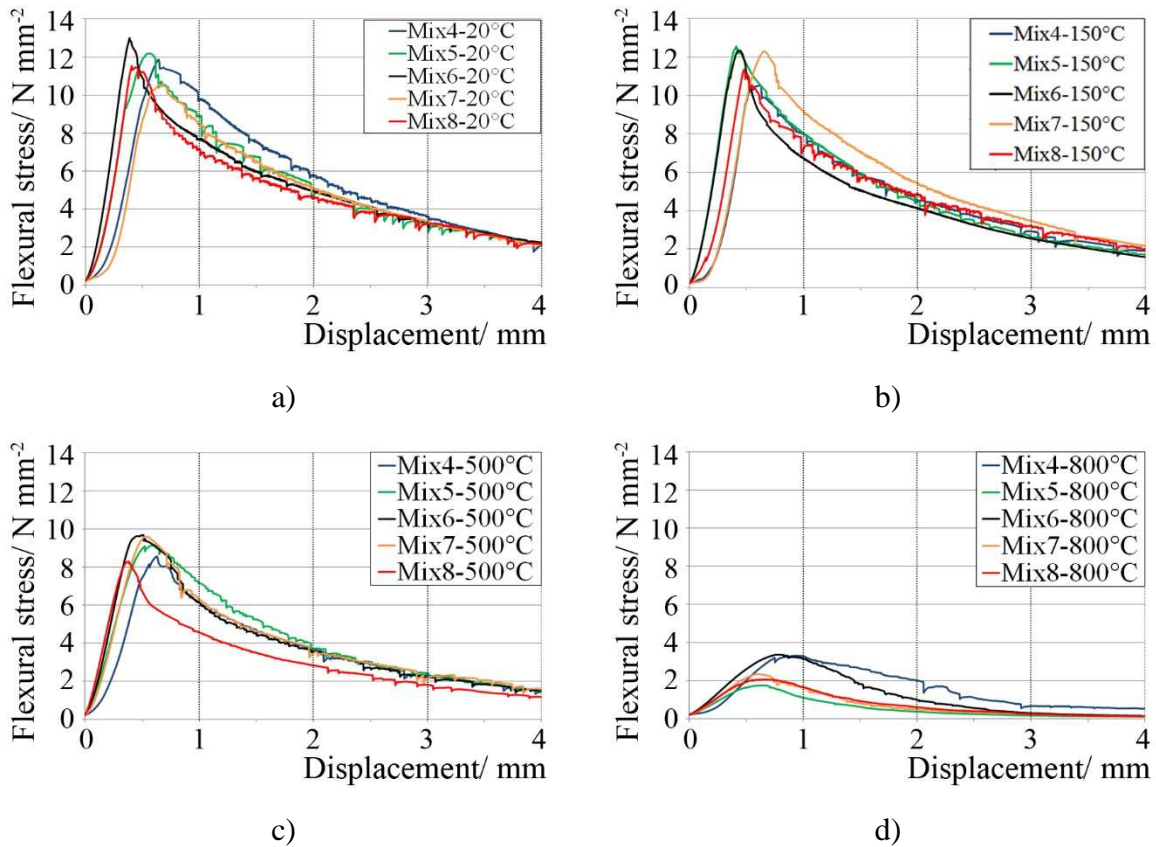 Flexural stress/ N mm-2
14
12
10
8
6
4
2
0
0 1 2 3 4
Displacement/ mm
Mix4-20°C
Mix5-20°C
Mix6-20°C
Mix7-20°C
Mix8-20°C
a)
Flexural stress/ N mm-2
14
12
10
8
6
4
2
0
0 1 2 3 4
Displacement/ mm
Mix4-150°C
Mix5-150°C
Mix6-150°C
Mix7-150°C
Mix8-150°C
b)
Flexural stress/ N mm-2
14
12
10
8
6
4
2
0
0 1 2 3 4
Displacement/ mm
Mix4-500°C
Mix5-500°C
Mix6-500°C
Mix7-500°C
Mix8-500°C
c)
Flexural stress/ N mm-2
14
12
10
8
6
4
2
0
0 1 2 3 4
Displacement/ mm
Mix4-800°C
Mix5-800°C
Mix6-800°C
Mix7-800°C
Mix8-800°C
d)